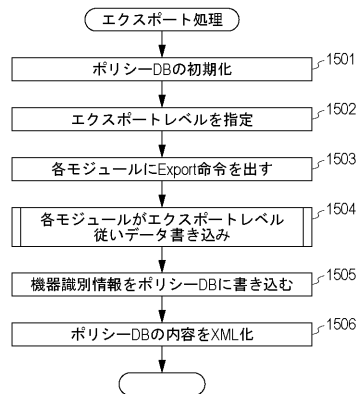 エクスポート処理
1501
ポリシーDBの初期化
1502
エクスポートレベルを指定
1503
各モジュールにExport命令を出す
1504
各モジュールがエクスポートレベル
従いデータ書き込み
1505
機器識別情報をポリシーDBに書き込む
1506
ポリシーDBの内容をXML化